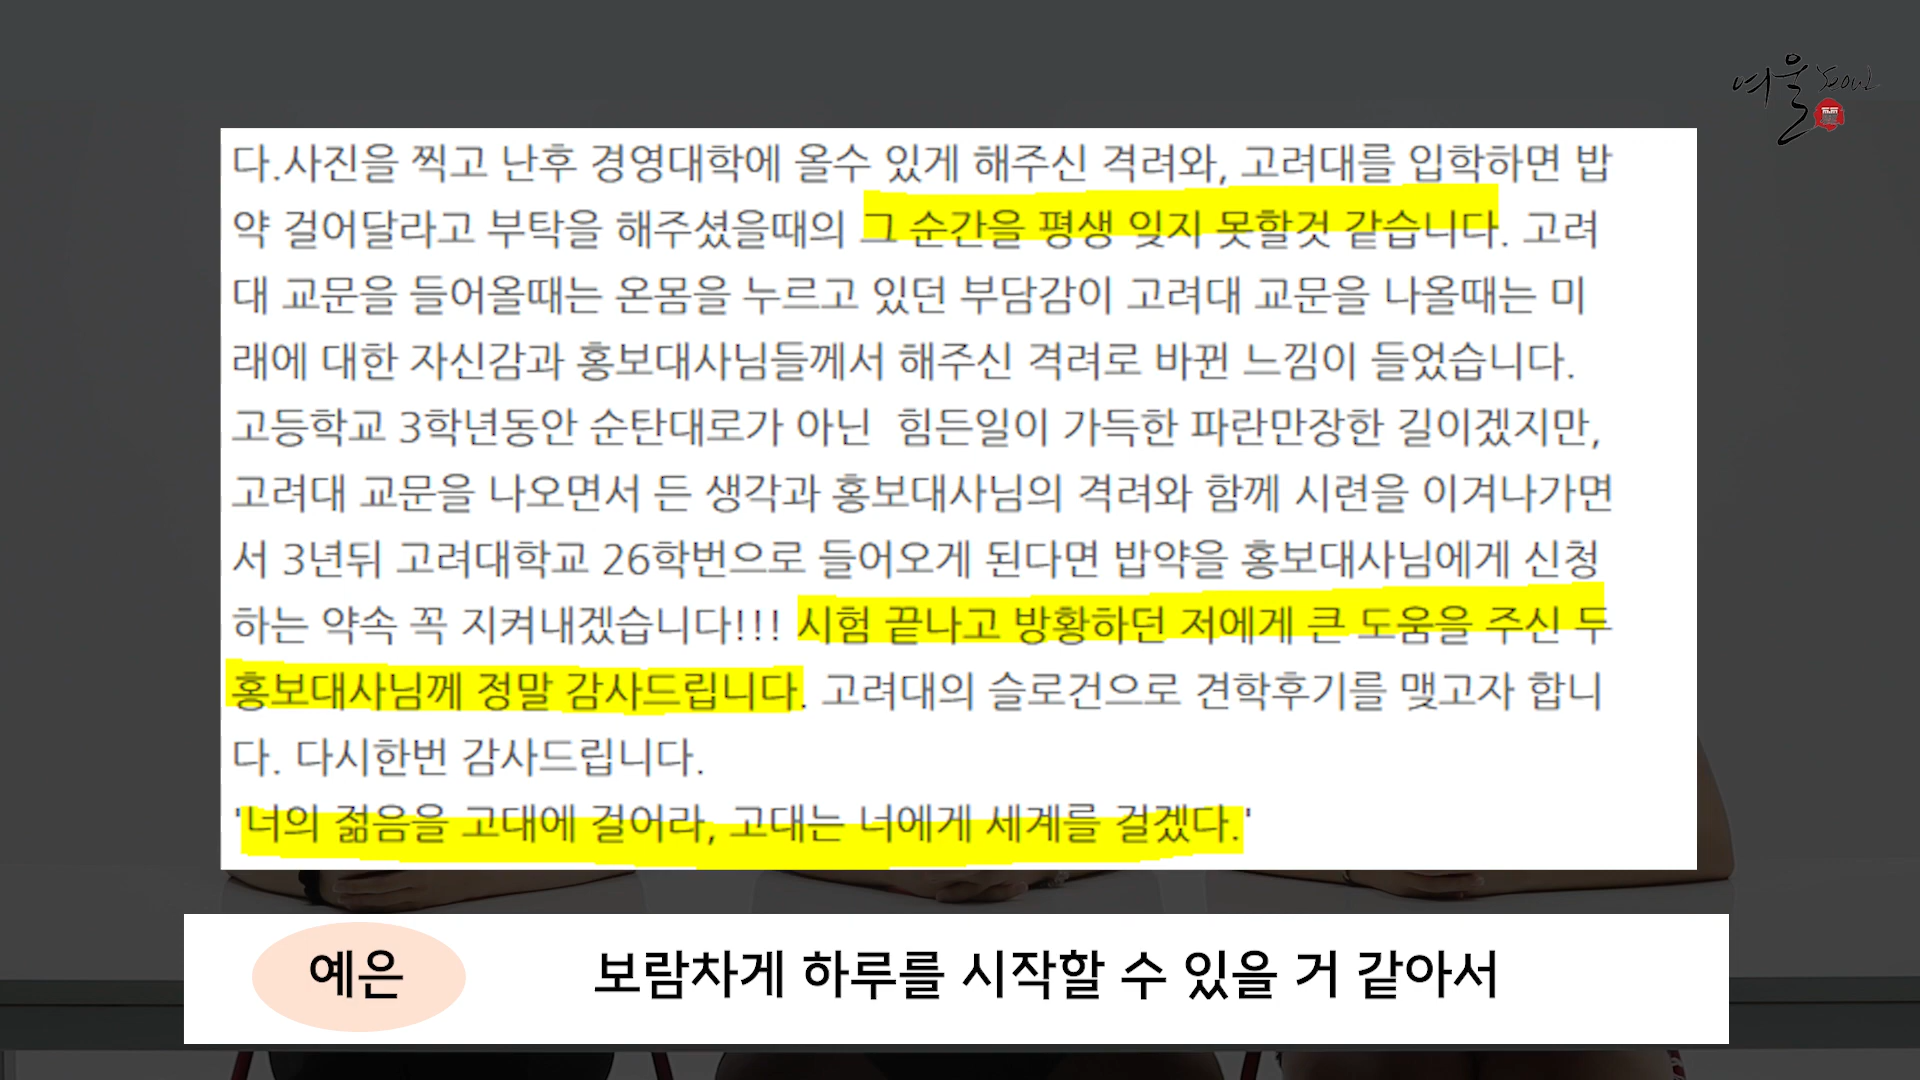 여울 YEOUL
다.사진을 찍고 난후 경영대학에 올수 있게 해주신 격려와, 고려대를 입학하면 밥
약 걸어달라고 부탁을 해주셨을때의 그 순간을 평생 잊지 못할것 같습니다. 고려
대 교문을 들어올때는 온몸을 누르고 있던 부담감이 고려대 교문을 나올때는 미
래에 대한 자신감과 홍보대사님들께서 해주신 격려로 바뀐 느낌이 들었습니다.
고등학교 3학년동안 순탄대로가 아닌 힘든일이 가득한 파란만장한 길이겠지만,
고려대 교문을 나오면서 든 생각과 홍보대사님의 격려와 함께 시련을 이겨나가면
서 3년뒤 고려대학교 26학번으로 들어오게 된다면 밥약을 홍보대사님에게 신청
하는 약속 꼭 지켜내겠습니다!!! 시험 끝나고 방황하던 저에게 큰 도움을 주신 두
홍보대사님께 정말 감사드립니다. 고려대의 슬로건으로 견학후기를 맺고자 합니
다. 다시한번 감사드립니다.
'너의 젊음을 고대에 걸어라, 고대는 너에게 세계를 걸겠다.'
예은 보람차게 하루를 시작할 수 있을 거 같아서